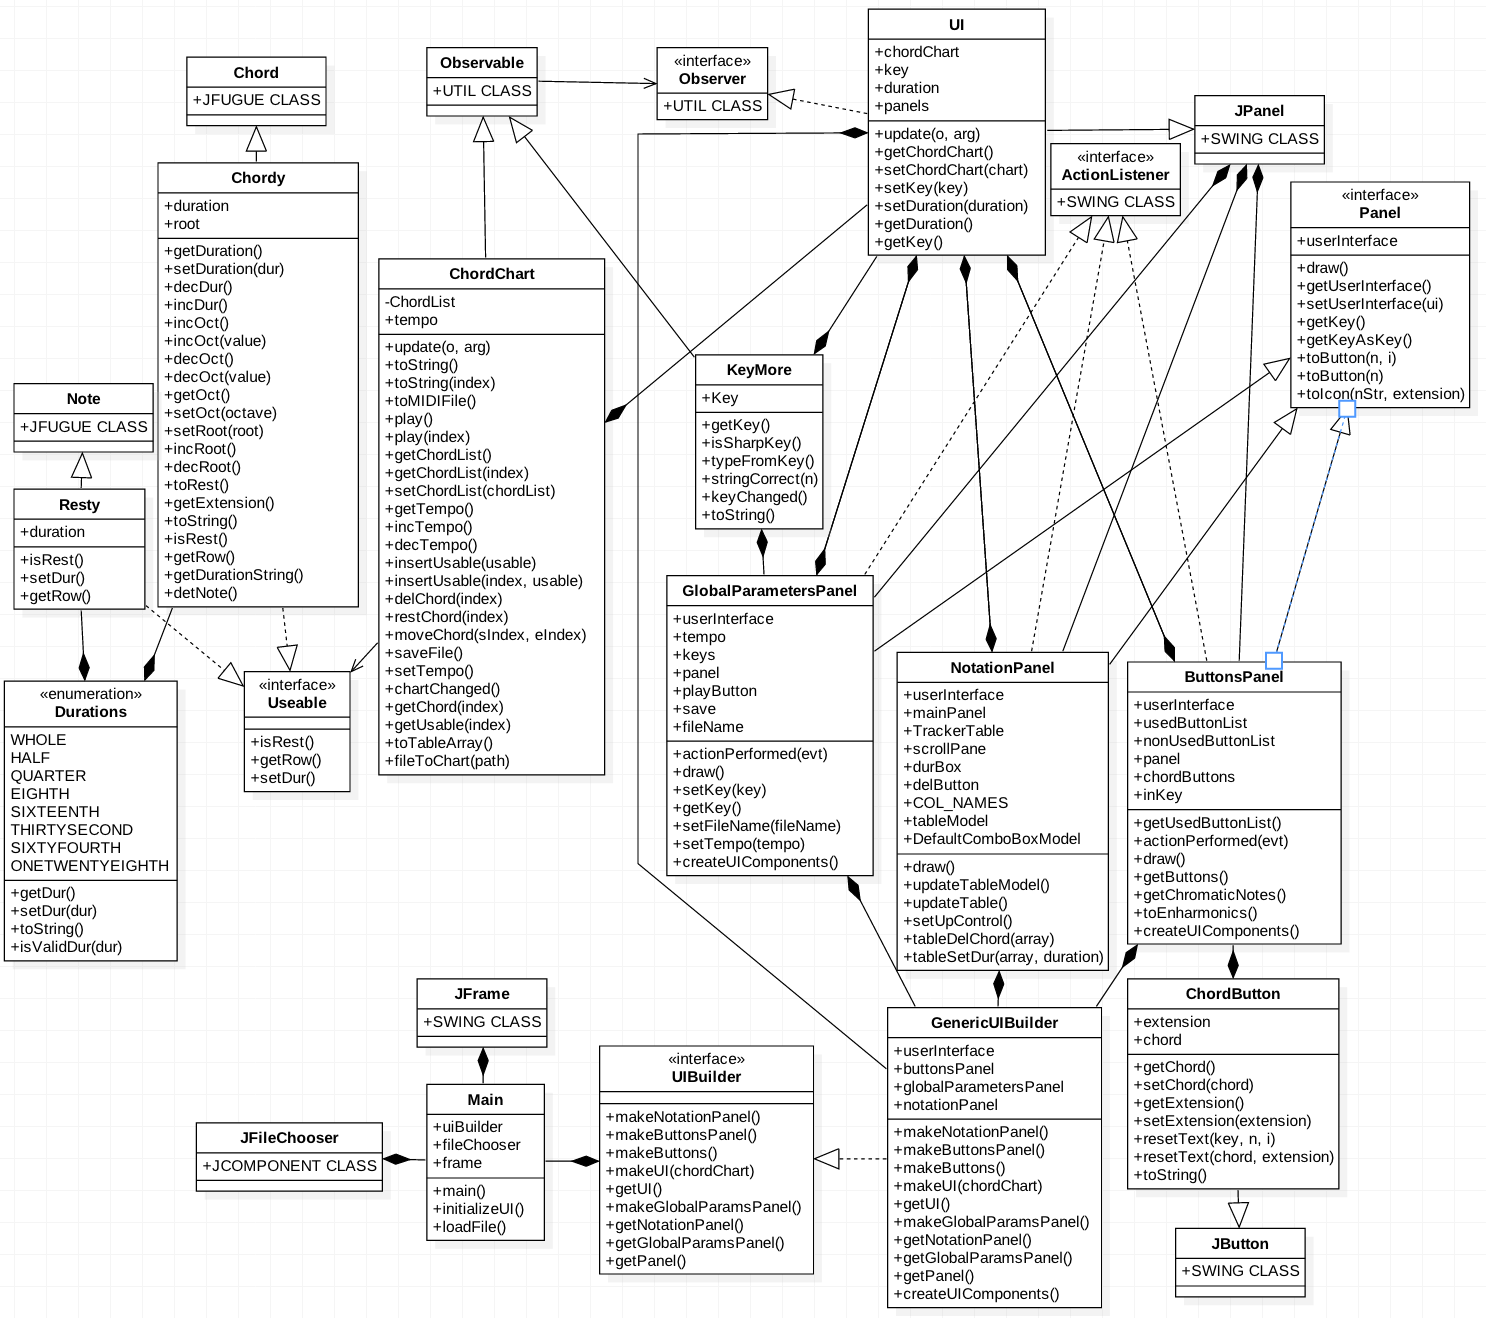 UI
+chordChart
+key
+duration
+panels
+update(o, arg)
+getChordChart()
+setChordChart(chart)
+setKey(key)
+setDuration(duration)
+getDuration()
+getKey()
Chord
+JFUGUE CLASS
Observable
+UTIL CLASS
«interface»
Observer
+UTIL CLASS
JPanel
+SWING CLASS
«interface»
ActionListener
+SWING CLASS
«interface»
Panel
+userInterface
+draw()
+getUserInterface()
+setUserInterface(ui)
+getKey()
+getKeyAsKey()
+toButton(n, i)
+toButton(n)
+toIcon(nStr, extension)
Chordy
+duration
+root
+getDuration()
+setDuration(dur)
+decDur()
+incDur()
+incOct()
+incOct(value)
+decOct()
+decOct(value)
+getOct()
+setOct(octave)
+setRoot(root)
+incRoot()
+decRoot()
+toRest()
+getExtension()
+toString()
+isRest()
+getRow()
+getDurationString()
+detNote()
ChordChart
-ChordList
+tempo
+update(o, arg)
+toString()
+toString(index)
+toMIDIFile()
+play()
+play(index)
+getChordList()
+getChordList(index)
+setChordList(chordList)
+getTempo()
+incTempo()
+decTempo()
+insertUsable(usable)
+insertUsable(index, usable)
+delChord(index)
+restChord(index)
+moveChord(sIndex, eIndex)
+saveFile()
+setTempo()
+chartChanged()
+getChord(index)
+getUsable(index)
+toTableArray()
+fileToChart(path)
KeyMore
+Key
+getKey()
+isSharpKey()
+typeFromKey()
+stringCorrect(n)
+keyChanged()
+toString()
Note
+JFUGUE CLASS
Resty
+duration
+isRest()
+setDur()
+getRow()
«enumeration»
Durations
WHOLE
HALF
QUARTER
EIGHTH
SIXTEENTH
THIRTYSECOND
SIXTYFOURTH
ONETWENTYEIGHTH
+getDur()
+setDur(dur)
+toString()
+isValidDur(dur)
«interface»
Useable
+isRest()
+getRow()
+setDur()
GlobalParametersPanel
+userInterface
+tempo
+keys
+panel
+playButton
+save
+fileName
+actionPerformed(evt)
+draw()
+setKey(key)
+getKey()
+setFileName(fileName)
+setTempo(tempo)
+createUIComponents()
NotationPanel
+userInterface
+mainPanel
+TrackerTable
+scrollPane
+durBox
+delButton
+COL_NAMES
+tableModel
+DefaultComboBoxModel
+draw()
+updateTableModel()
+updateTable()
+setUpControl()
+tableDelChord(array)
+tableSetDur(array, duration)
ButtonsPanel
+userInterface
+usedButtonList
+nonUsedButtonList
+panel
+chordButtons
+inKey
+getUsedButtonList()
+actionPerformed(evt)
+draw()
+getButtons()
+getChromaticNotes()
+toEnharmonics()
+createUIComponents()
JFrame
+SWING CLASS
Main
+uiBuilder
+fileChooser
+frame
+main()
+initializeUI()
+loadFile()
JFileChooser
+JCOMPONENT CLASS
«interface»
UIBuilder
+makeNotationPanel()
+makeButtonsPanel()
+makeButtons()
+makeUI(chordChart)
+getUI()
+makeGlobalParamsPanel()
+getNotationPanel()
+getGlobalParamsPanel()
+getPanel()
GenericUIBuilder
+userInterface
+buttonsPanel
+globalParametersPanel
+notationPanel
+makeNotationPanel()
+makeButtonsPanel()
+makeButtons()
+makeUI(chordChart)
+getUI()
+makeGlobalParamsPanel()
+getNotationPanel()
+getGlobalParamsPanel()
+getPanel()
+createUIComponents()
ChordButton
+extension
+chord
+getChord()
+setChord(chord)
+getExtension()
+setExtension(extension)
+resetText(key, n, i)
+resetText(chord, extension)
+toString()
JButton
+SWING CLASS